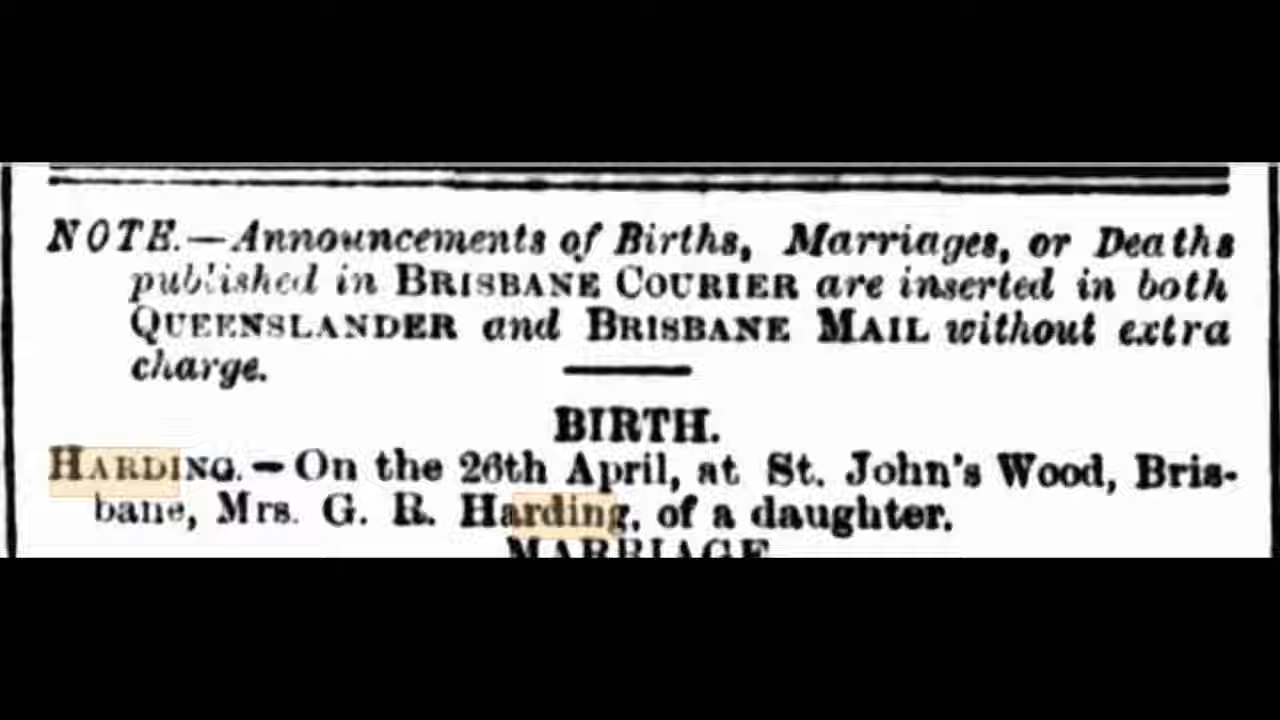 NOTE.—Announcements of Births, Marriages, or Deaths
published in BRISBANE COURIER are inserted in both
QUEENSLANDER and BRISBANE MAIL without extra
charge.
BIRTH.
HARDING.—On the 26th April, at St. John's Wood, Bris-
bane, Mrs. G. R. Harding, of a daughter.
MARRIAGE